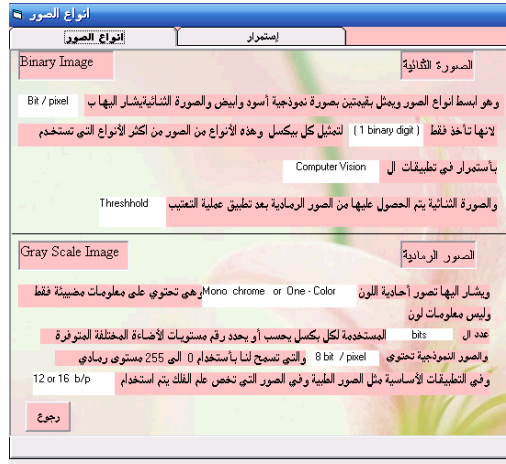 انواع الصور
انواع الصور إستمرار
الصورة الثنائية Binary Image
وهو ابسط انواع الصور ويمثل بقيمتين بصورة نموذجية أسود وابيض والصورة الثنائيةيشار اليها ب Bit / pixel
لانها تأخذ فقط ( 1 binary digit ) لتمثيل كل بيكسل وهذه الأنواع من الصور من اكثر الأنواع التي تستخدم
بأستمرار في تطبيقات ال Computer Vision
والصورة الثنائية يتم الحصول عليها من الصور الرمادية بعد تطبيق عملية التعتيب Threshhold
الصور الرمادية Gray Scale Image
ويشار اليها تصور أحادية اللون Mono chrome or One - Color وهي تحتوي على معلومات مضيئة فقط
وليس معلومات لون
عدد ال bits المستخدمة لكل بكسل يحسب أو يحدد رقم مستويات الأضاءة المختلفة المتوفرة
والصور النموذجية تحتوي 8 bit / pixel والتي تسمح لنا بأستخدام 0 الى 255 مستوى رمادي
وفي التطبيقات الأساسية مثل الصور الطبية وفي الصور التي تخص علم الفلك يتم استخدام 12 or 16 b/p
رجوع